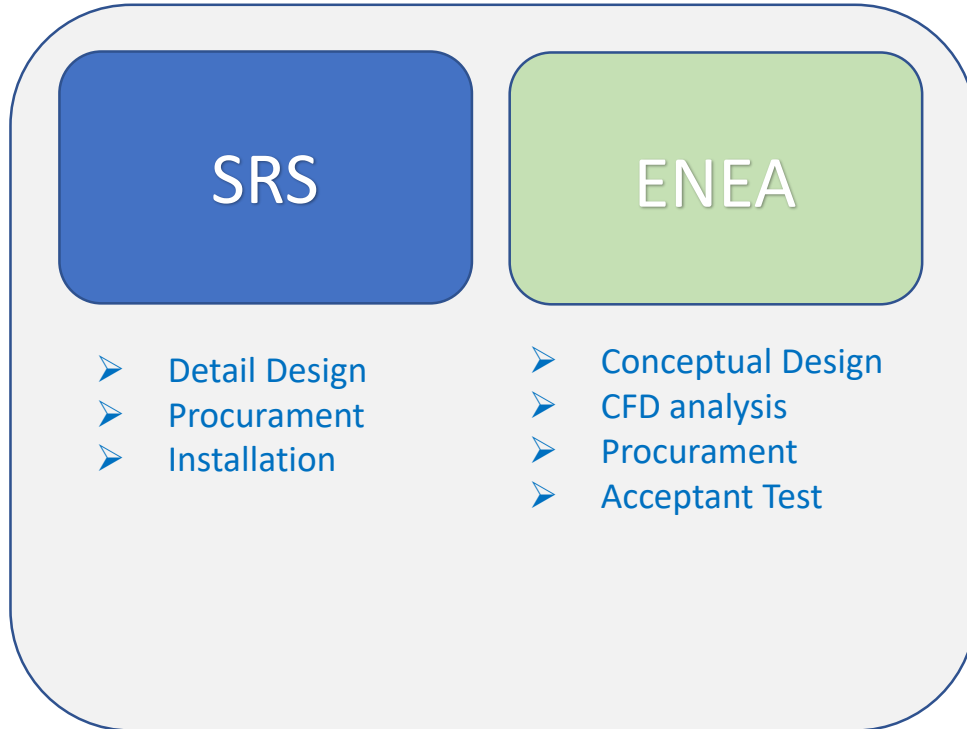 SRS
➢ Detail Design
➢ Procurament
➢ Installation
ENEA
➢ Conceptual Design
➢ CFD analysis
➢ Procurament
➢ Acceptant Test